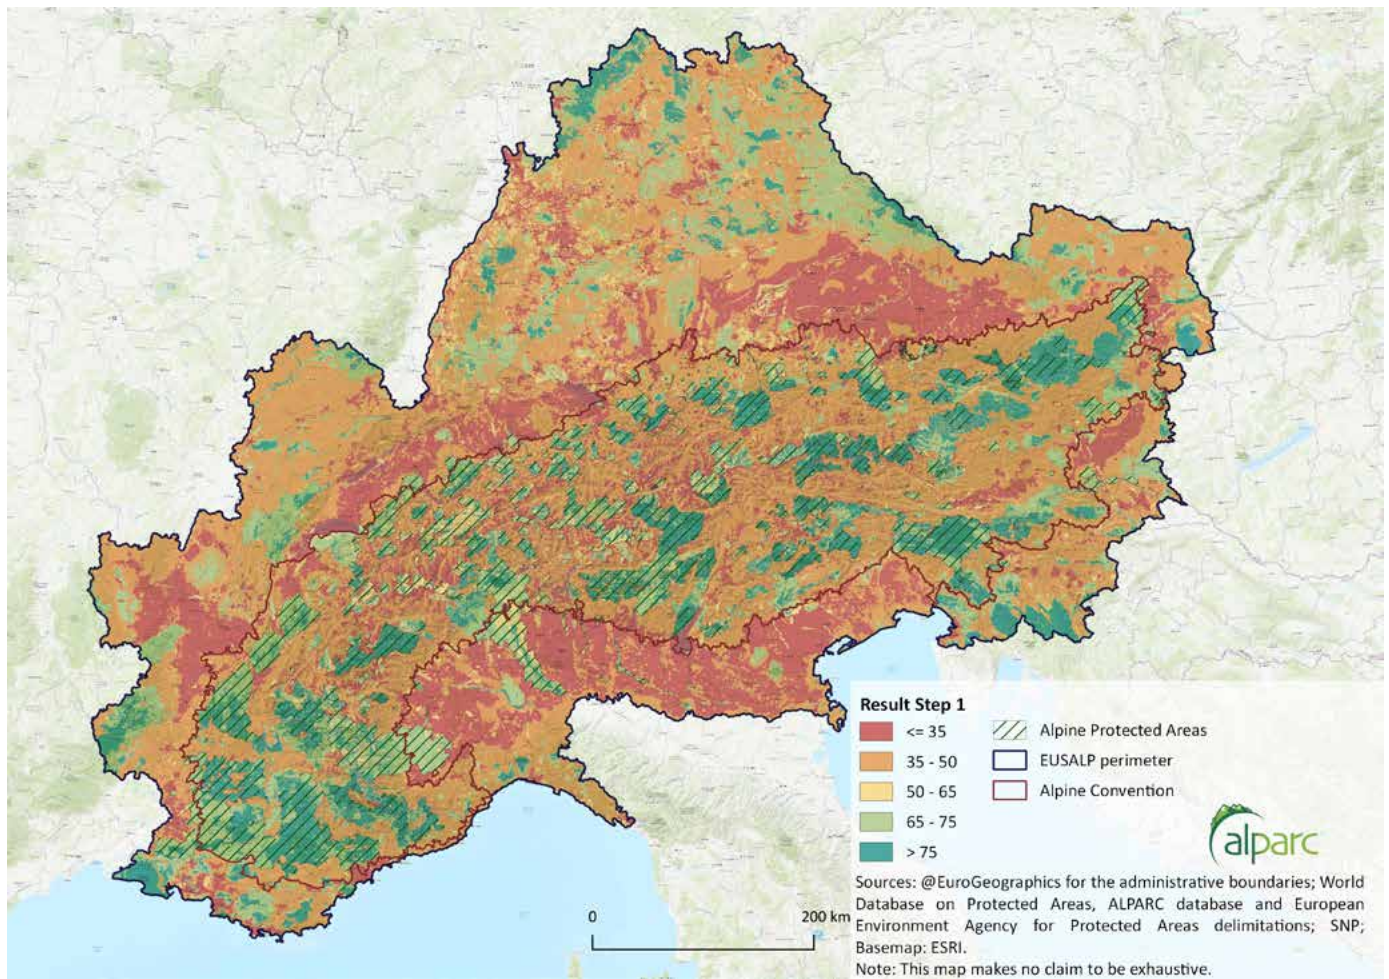 Result Step 1
<= 35
35 - 50
50 - 65
65 - 75
> 75
Alpine Protected Areas
EUSALP perimeter
Alpine Convention
alparc
0
200 km
Sources: @EuroGeographics for the administrative boundaries; World
Database on Protected Areas, ALPARC database and European
Environment Agency for Protected Areas delimitations; SNP;
Basemap: ESRI.
Note: This map makes no claim to be exhaustive.